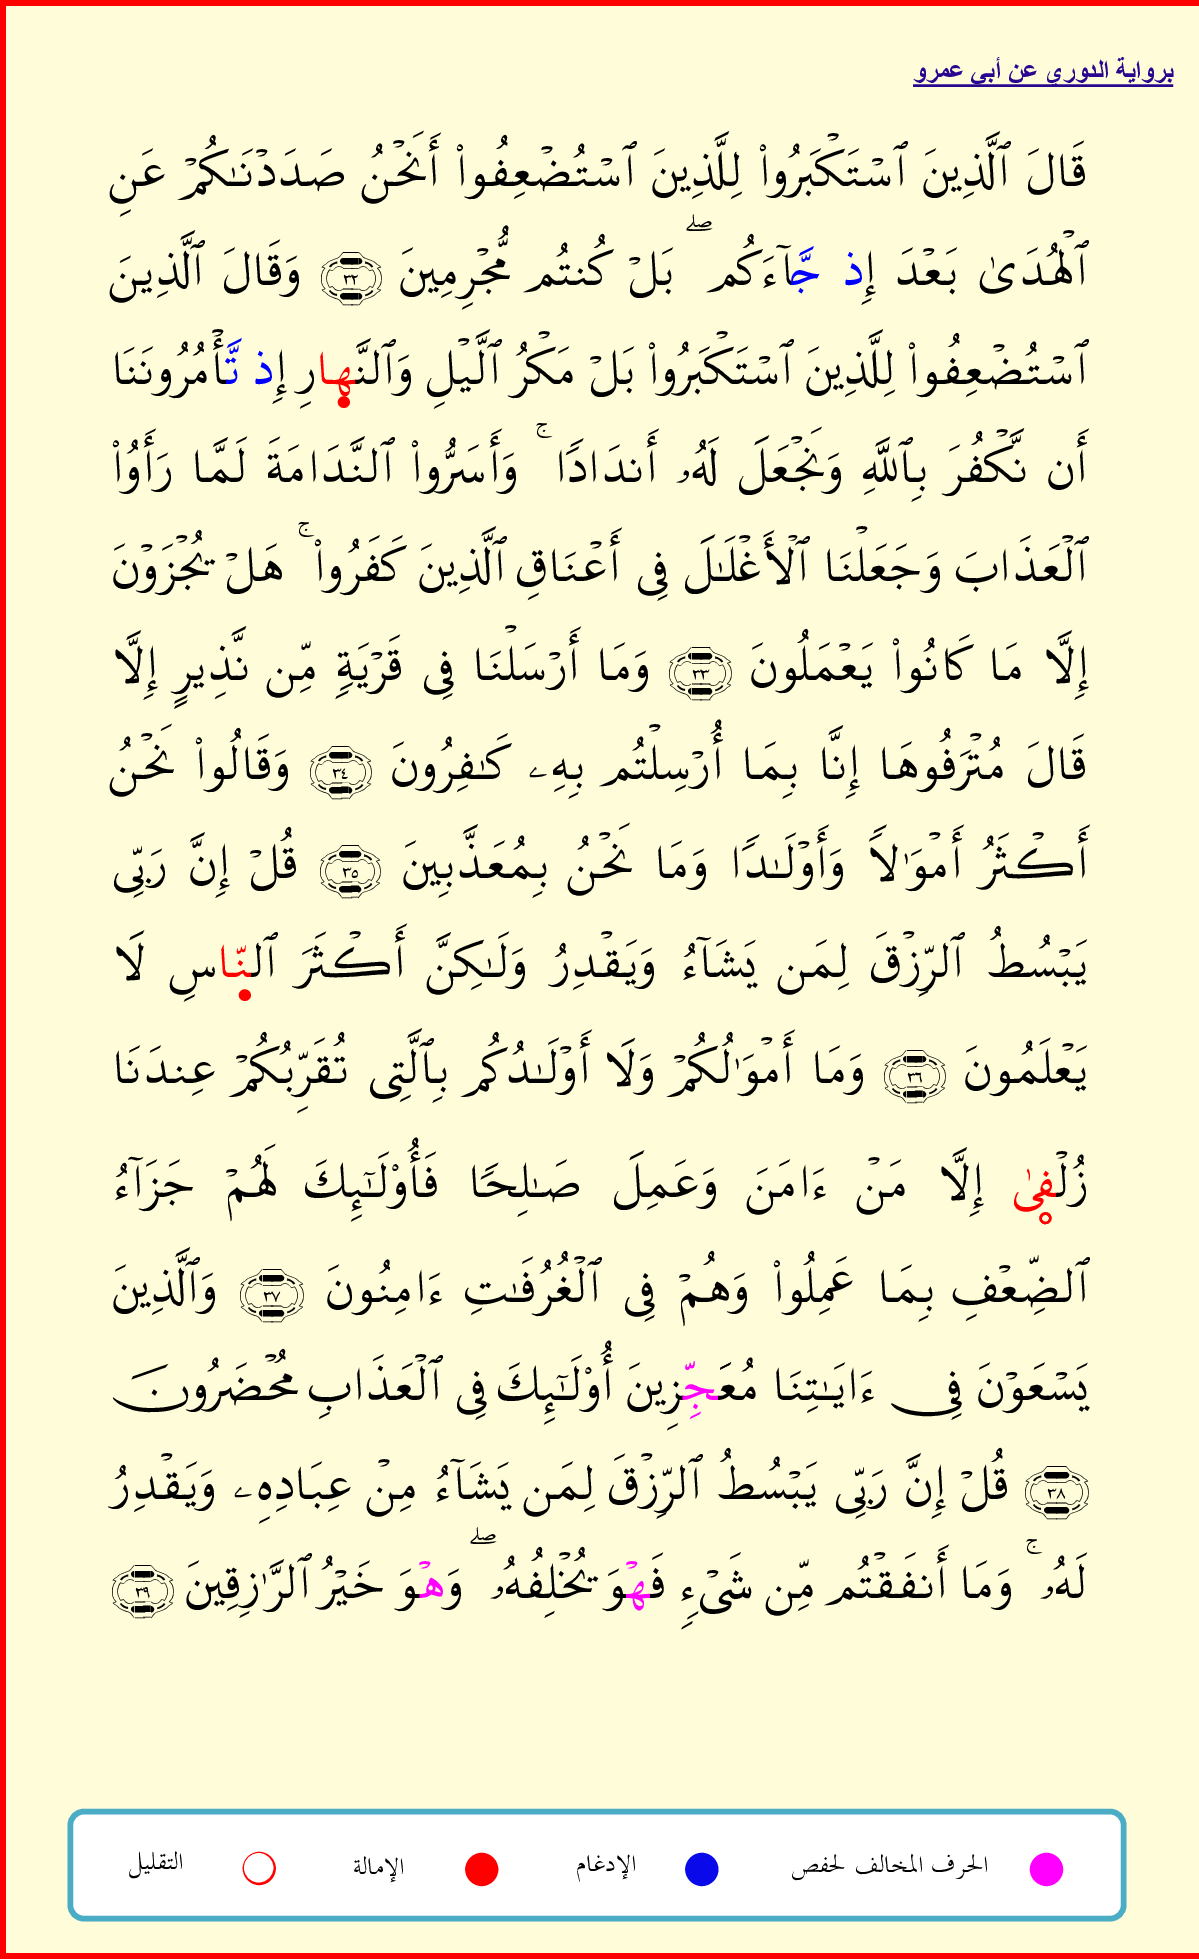 برواية الدوري عن أبي عمرو
قَالَ ٱلَّذِينَ ٱسْتَكْبَرُوا۟ لِلَّذِينَ ٱسْتُضْعِفُوا۟ أَنَحْنُ صَدَدْنَـٰكُمْ عَنِ
ٱلْهُدَىٰ بَعْدَ إِذ جَّآءَكُم ۖ بَلْ كُنتُم مُّجْرِمِينَ ٣٢ وَقَالَ ٱلَّذِينَ
ٱسْتُضْعِفُوا۟ لِلَّذِينَ ٱسْتَكْبَرُوا۟ بَلْ مَكْرُ ٱلَّيْلِ وَٱلنَّهِارِ إِذ تَّأْمُرُونَنَا
أَن نَّكْفُرَ بِٱللَّهِ وَنَجْعَلَ لَهُۥ أَندَادًا ۚ وَأَسَرُّوا۟ ٱلنَّدَامَةَ لَمَّا رَأَوُا۟
ٱلْعَذَابَ وَجَعَلْنَا ٱلْأَغْلَـٰلَ فِى أَعْنَاقِ ٱلَّذِينَ كَفَرُوا۟ ۚ هَلْ يُجْزَوْنَ
إِلَّا مَا كَانُوا۟ يَعْمَلُونَ ٣٣ وَمَا أَرْسَلْنَا فِى قَرْيَةٍ مِّن نَّذِيرٍ إِلَّا
قَالَ مُتْرَفُوهَا إِنَّا بِمَا أُرْسِلْتُم بِهِۦ كَـٰفِرُونَ ٣٤ وَقَالُوا۟ نَحْنُ
أَكْثَرُ أَمْوَٰلًا وَأَوْلَـٰدًا وَمَا نَحْنُ بِمُعَذَّبِينَ ٣٥ قُلْ إِنَّ رَبِّى
يَبْسُطُ ٱلرِّزْقَ لِمَن يَشَآءُ وَيَقْدِرُ وَلَـٰكِنَّ أَكْثَرَ ٱلنّاسِ لَا
يَعْلَمُونَ ٣٦ وَمَا أَمْوَٰلُكُمْ وَلَا أَوْلَـٰدُكُم بِٱلَّتِى تُقَرِّبُكُمْ عِندَنَا
زُلْفِىٰ إِلَّا مَنْ ءَامَنَ وَعَمِلَ صَـٰلِحًا فَأُو۟لَـٰٓئِكَ لَهُمْ جَزَآءُ
ٱلضِّعْفِ بِمَا عَمِلُوا۟ وَهُمْ فِى ٱلْغُرُفَـٰتِ ءَامِنُونَ ٣٧ وَٱلَّذِينَ
يَسْعَوْنَ فِى ءَايَـٰتِنَا مُعَجِّزِينَ أُو۟لَـٰٓئِكَ فِى ٱلْعَذَابِ مُحْضَرُونَ
٣٨ قُلْ إِنَّ رَبِّى يَبْسُطُ ٱلرِّزْقَ لِمَن يَشَآءُ مِنْ عِبَادِهِۦ وَيَقْدِرُ
لَهُۥ ۚ وَمَا أَنفَقْتُم مِّن شَىْءٍ فَهْوَ يُخْلِفُهُۥ ۖ وَهْوَ خَيْرُ ٱلرَّٰزِقِينَ ٣٩
الحرف المخالف لحفص الإدغام الإمالة التقليل